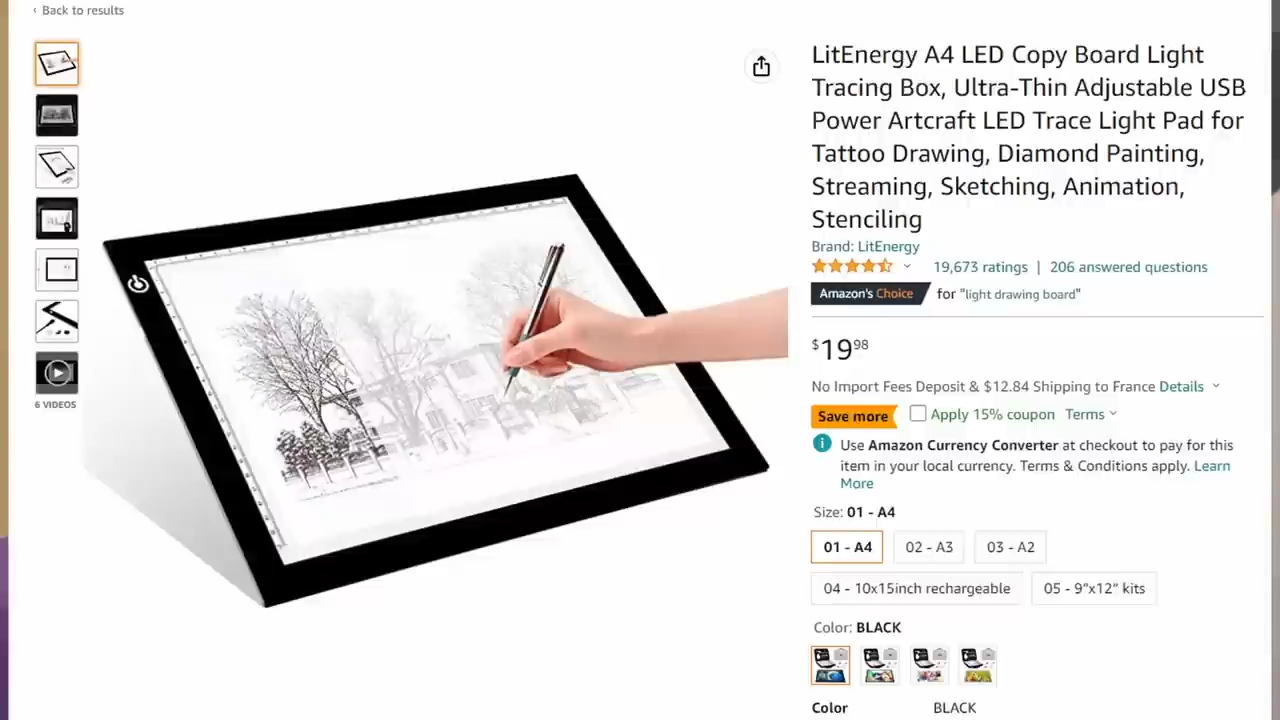 ‹ Back to results
6 VIDEOS
LitEnergy A4 LED Copy Board Light
Tracing Box, Ultra-Thin Adjustable USB
Power Artcraft LED Trace Light Pad for
Tattoo Drawing, Diamond Painting,
Streaming, Sketching, Animation,
Stenciling
Brand: LitEnergy
19,673 ratings | 206 answered questions
Amazon's Choice for "light drawing board"
$19 98
No Import Fees Deposit & $12.84 Shipping to France Details
Save more Apply 15% coupon Terms
Use Amazon Currency Converter at checkout to pay for this
item in your local currency. Terms & Conditions apply. Learn
More
Size: 01 - A4
01 - A4 02 - A3 03 - A2
04 - 10x15inch rechargeable 05 - 9"x12" kits
Color: BLACK
Color BLACK